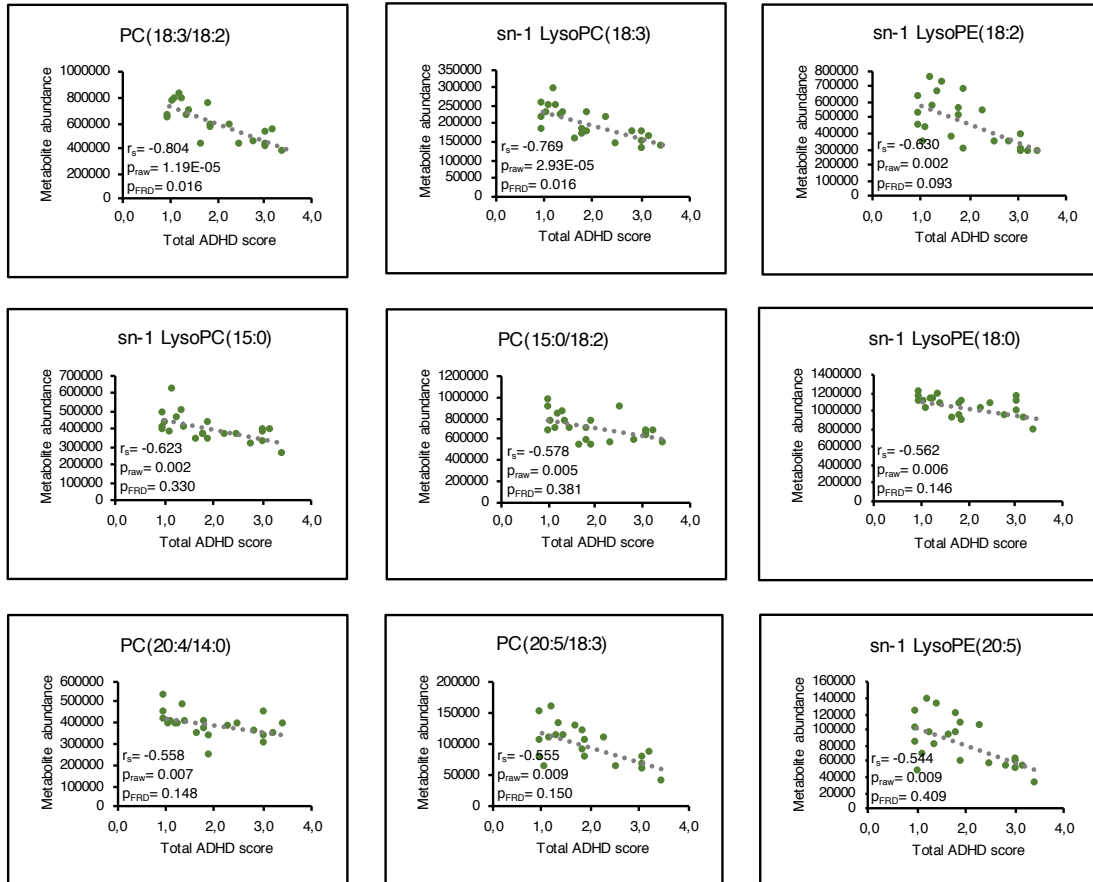 PC(18:3/18:2)
Metabolite abundance
1000000
800000
600000
400000
200000
0
rs= -0.804
praw= 1.19E-05
pFRD= 0.016
0,0 1,0 2,0 3,0 4,0
Total ADHD score
sn-1 LysoPC(18:3)
Metabolite abundance
350000
300000
250000
200000
150000
100000
50000
0
rs= -0.769
praw= 2.93E-05
pFRD= 0.016
0,0 1,0 2,0 3,0 4,0
Total ADHD score
sn-1 LysoPE(18:2)
Metabolite abundance
800000
700000
600000
500000
400000
300000
200000
100000
0
rs= -0.630
praw= 0.002
pFRD= 0.093
0,0 1,0 2,0 3,0 4,0
Total ADHD score
sn-1 LysoPC(15:0)
Metabolite abundance
700000
600000
500000
400000
300000
200000
100000
0
rs= -0.623
praw= 0.002
pFRD= 0.330
0,0 1,0 2,0 3,0 4,0
Total ADHD score
PC(15:0/18:2)
Metabolite abundance
1200000
1000000
800000
600000
400000
200000
0
rs= -0.578
praw= 0.005
pFRD= 0.381
0,0 1,0 2,0 3,0 4,0
Total ADHD score
sn-1 LysoPE(18:0)
Metabolite abundance
1400000
1200000
1000000
800000
600000
400000
200000
0
rs= -0.562
praw= 0.006
pFRD= 0.146
0,0 1,0 2,0 3,0 4,0
Total ADHD score
PC(20:4/14:0)
Metabolite abundance
600000
500000
400000
300000
200000
100000
0
rs= -0.558
praw= 0.007
pFRD= 0.148
0,0 1,0 2,0 3,0 4,0
Total ADHD score
PC(20:5/18:3)
Metabolite abundance
200000
150000
100000
50000
0
rs= -0.555
praw= 0.009
pFRD= 0.150
0,0 1,0 2,0 3,0 4,0
Total ADHD score
sn-1 LysoPE(20:5)
Metabolite abundance
160000
140000
120000
100000
80000
60000
40000
20000
0
rs= -0.544
praw= 0.009
pFRD= 0.409
0,0 1,0 2,0 3,0 4,0
Total ADHD score